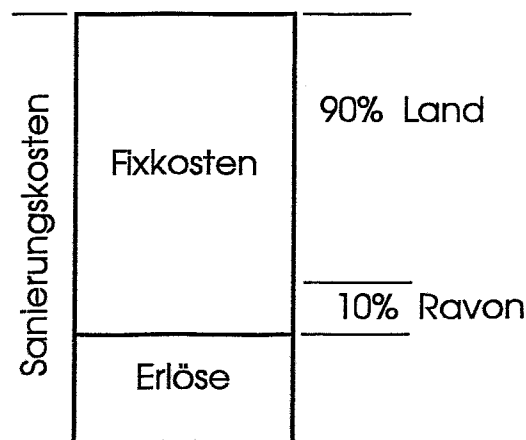 Sanierungskosten
Fixkosten
90% Land
10% Ravon
Erlöse